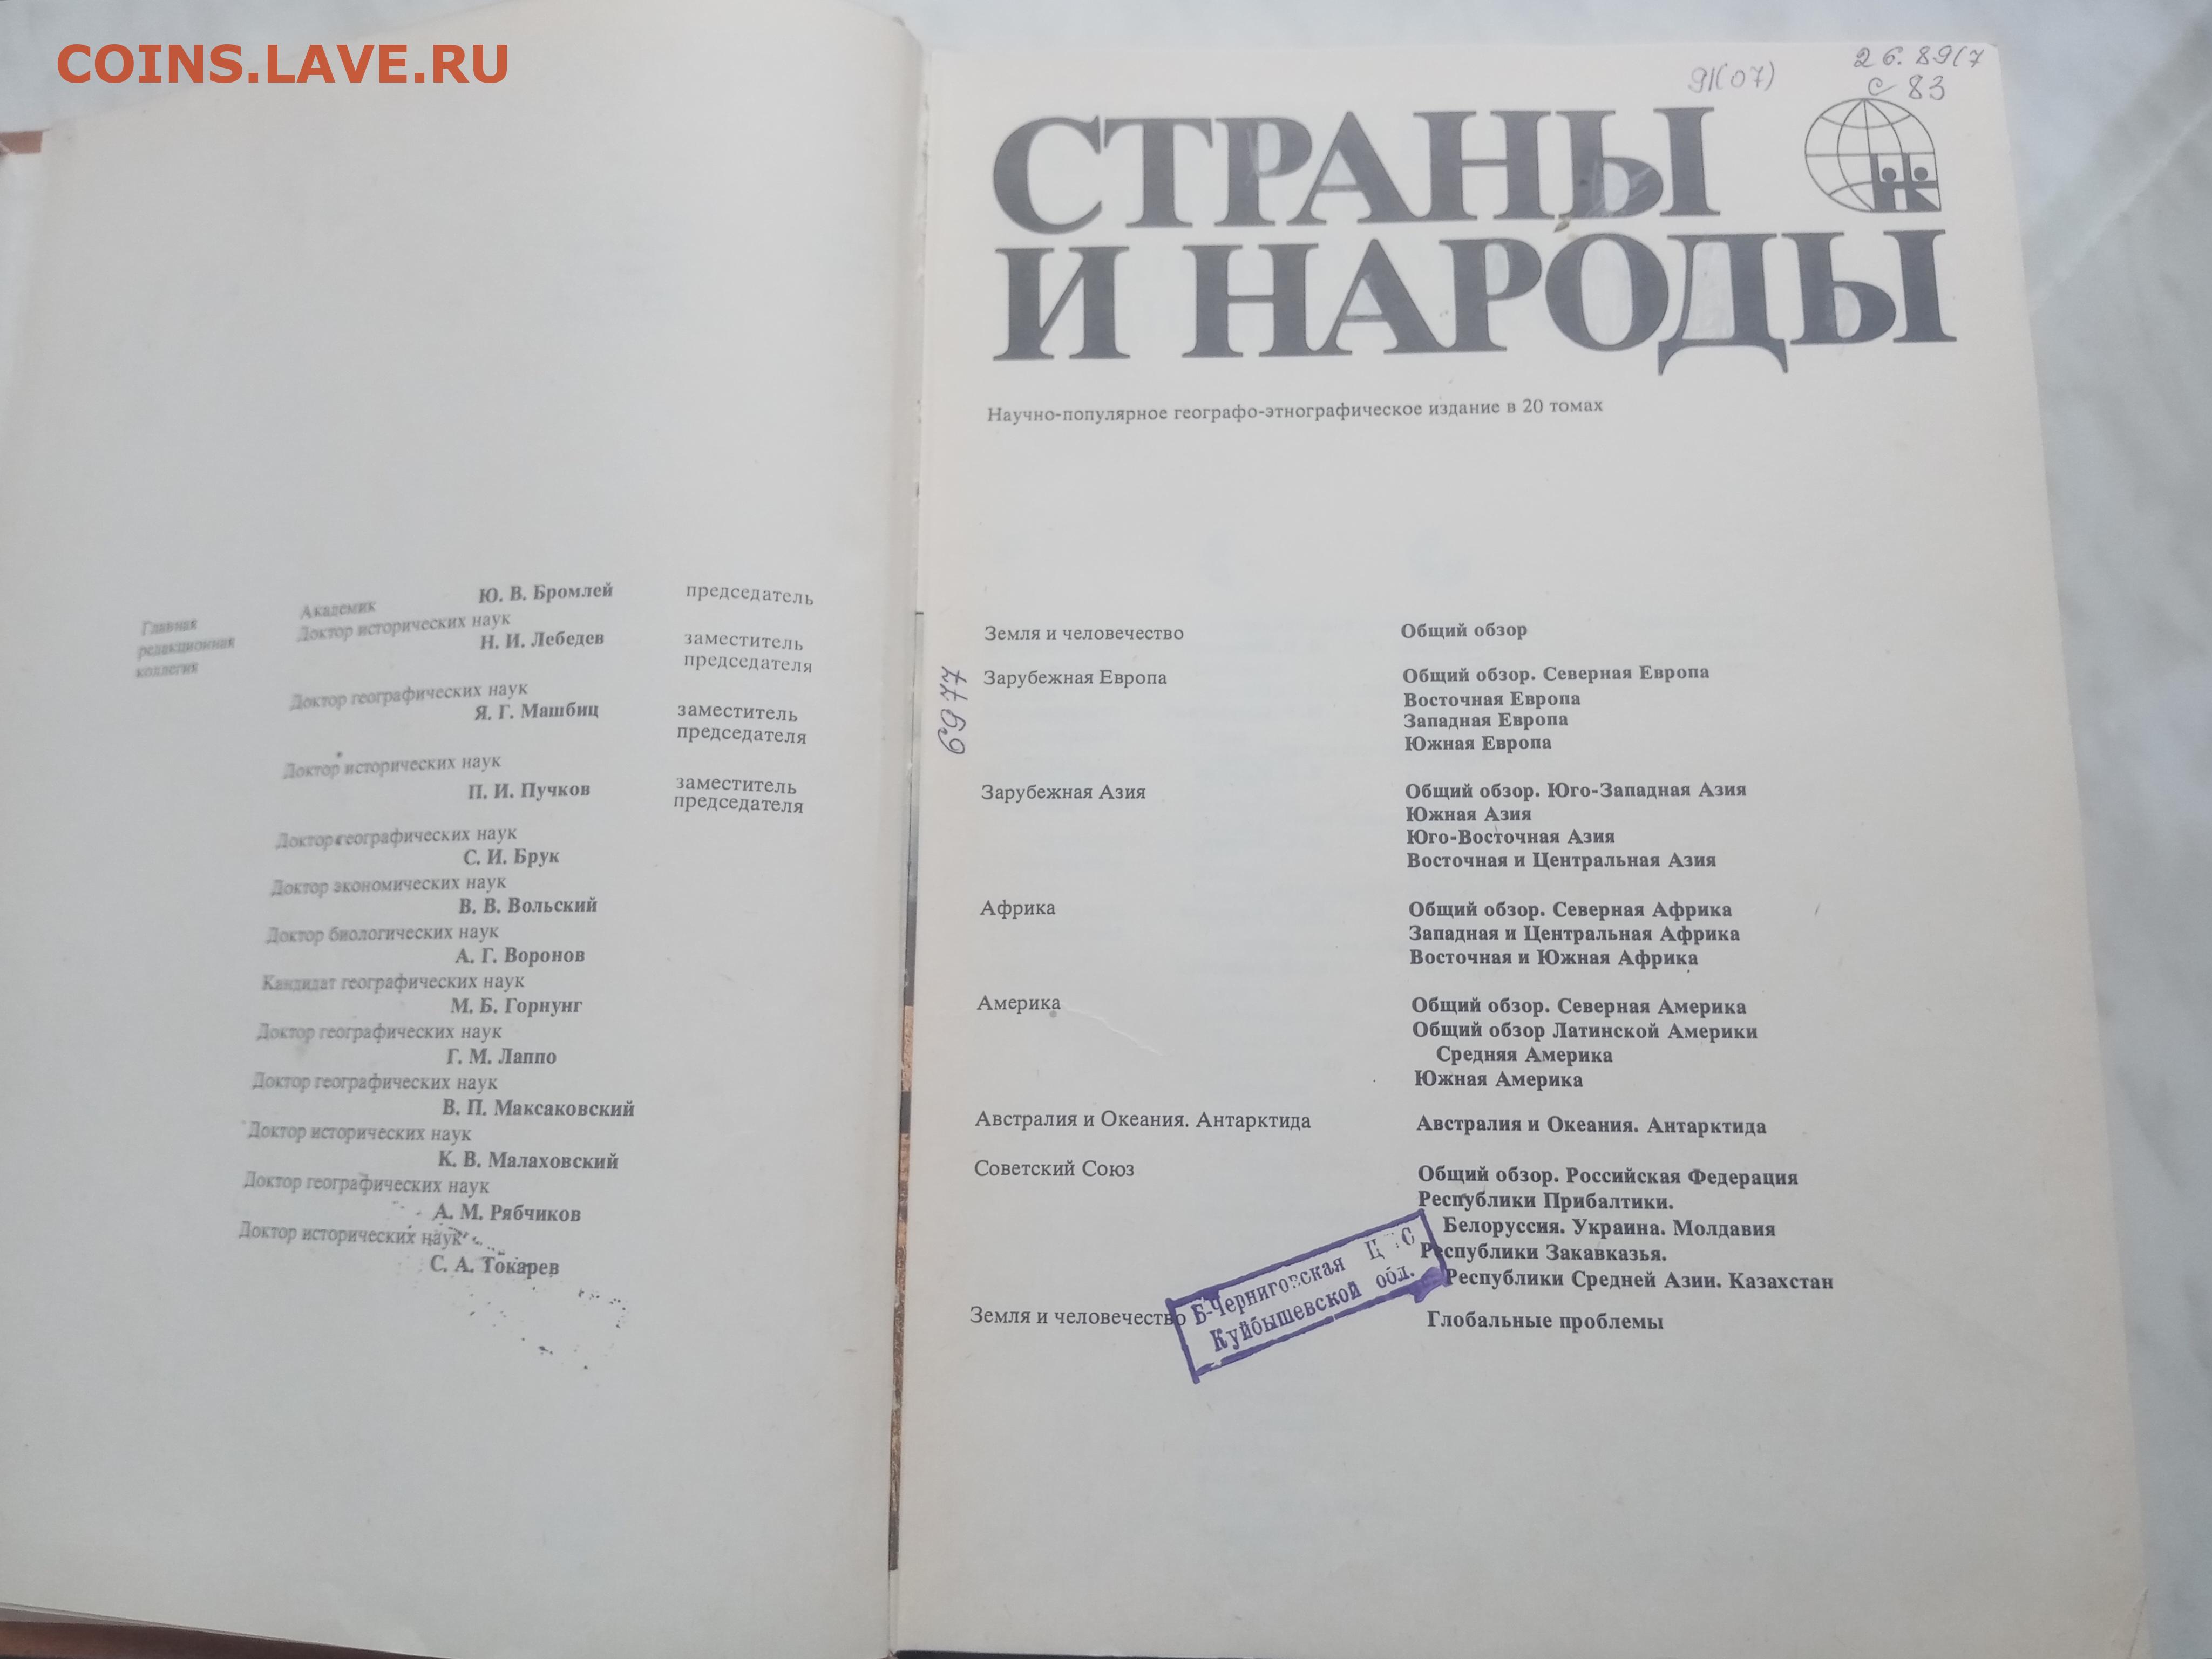 COINS.LAVE.RU
Главная
редакционная
коллегия
Академик
Ю. В. Бромлей председатель
Доктор исторических наук
Н. И. Лебедев заместитель
председателя
Доктор географических наук
Я. Г. Машбиц заместитель
председателя
Доктор исторических наук
П. И. Пучков заместитель
председателя
Доктор географических наук
С. И. Брук
Доктор экономических наук
В. В. Вольский
Доктор биологических наук
А. Г. Воронов
Кандидат географических наук
М. Б. Горнунг
Доктор географических наук
Г. М. Лаппо
Доктор географических наук
В. П. Максаковский
Доктор исторических наук
К. В. Малаховский
Доктор географических наук
А. М. Рябчиков
Доктор исторических наук
С. А. Токарев
91(07)
26.89(7
С 83
СТРАНЫ
И НАРОДЫ
Научно-популярное географо-этнографическое издание в 20 томах
Земля и человечество Общий обзор
Зарубежная Европа Общий обзор. Северная Европа
Восточная Европа
Западная Европа
Южная Европа
Зарубежная Азия Общий обзор. Юго-Западная Азия
Южная Азия
Юго-Восточная Азия
Восточная и Центральная Азия
Африка Общий обзор. Северная Африка
Западная и Центральная Африка
Восточная и Южная Африка
Америка Общий обзор. Северная Америка
Общий обзор Латинской Америки
Средняя Америка
Южная Америка
Австралия и Океания. Антарктида Австралия и Океания. Антарктида
Советский Союз Общий обзор. Российская Федерация
Республики Прибалтики.
Белоруссия. Украина. Молдавия
Республики Закавказья.
Республики Средней Азии. Казахстан
Земля и человечество Глобальные проблемы
Б-Черниговская
Куйбышевской обл.